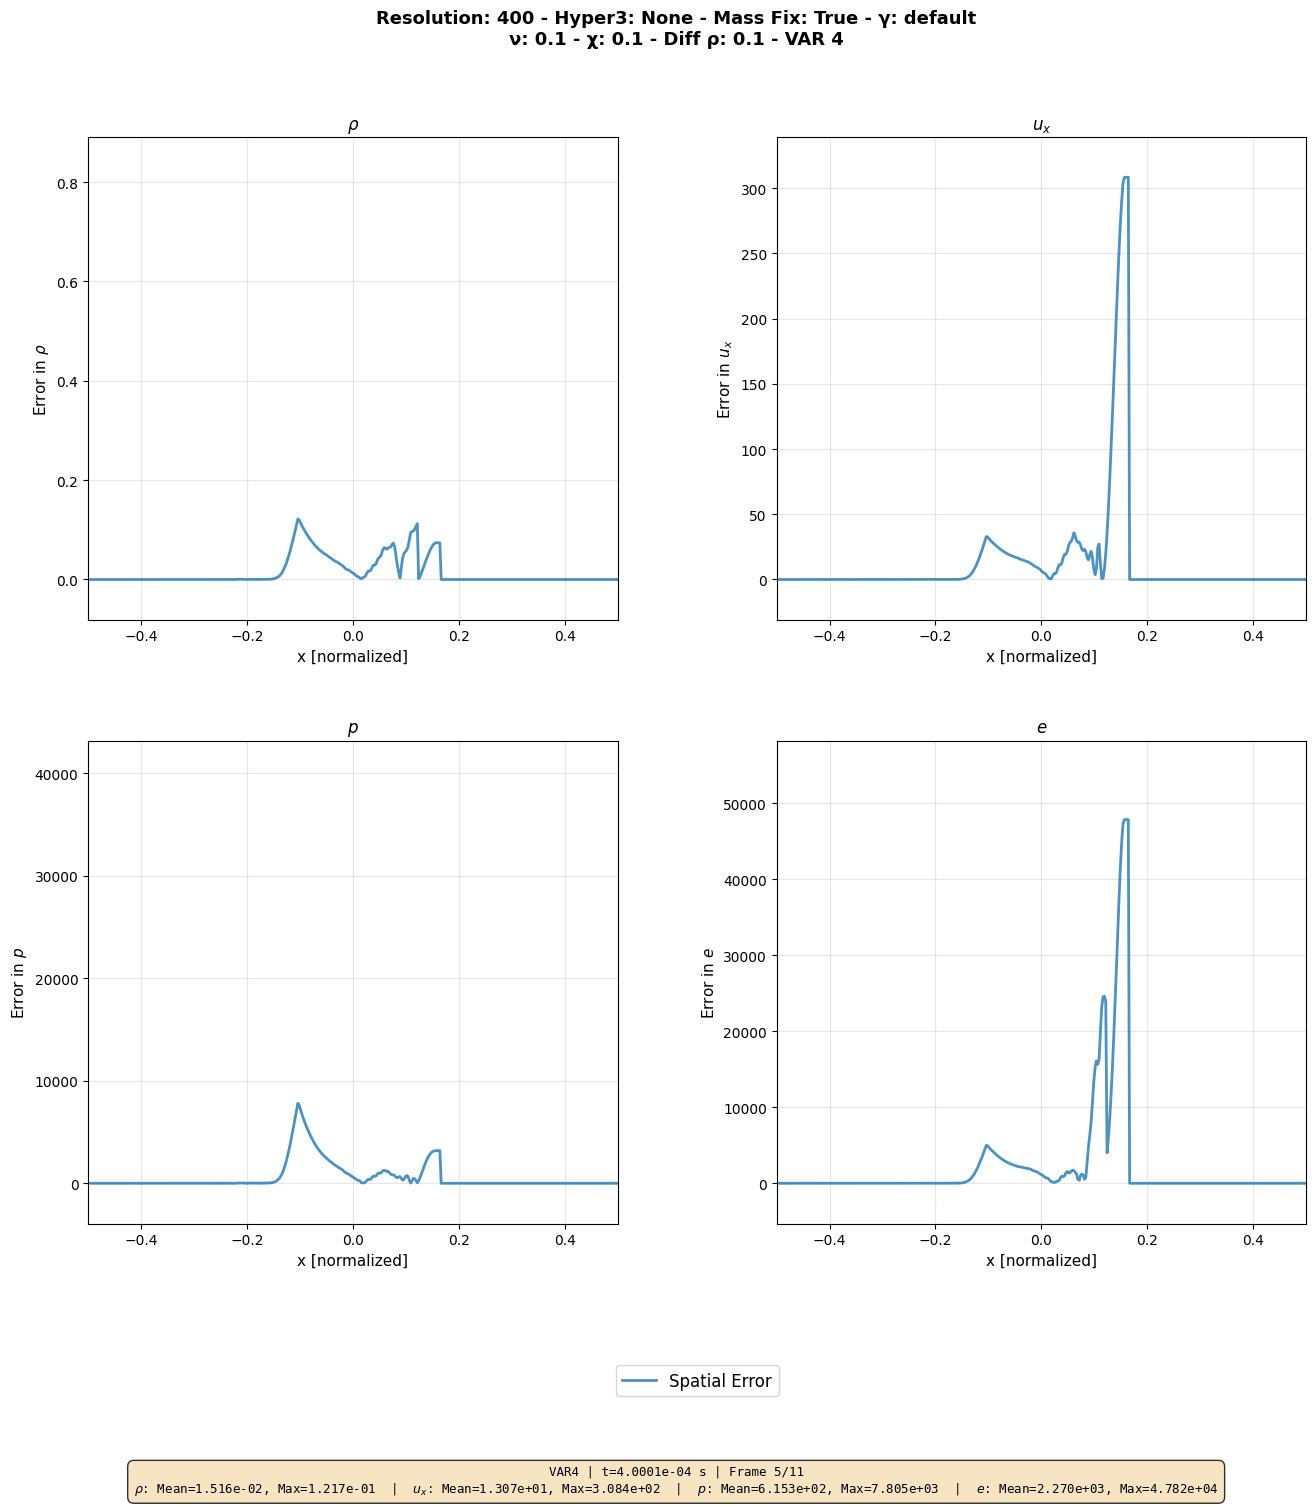 Resolution: 400 - Hyper3: None - Mass Fix: True - γ: default
ν: 0.1 - χ: 0.1 - Diff ρ: 0.1 - VAR 4
ρ
0.8
0.6
0.4
0.2
0.0
Error in ρ
−0.4 −0.2 0.0 0.2 0.4
x [normalized]
u_x
300
250
200
150
100
50
0
Error in u_x
−0.4 −0.2 0.0 0.2 0.4
x [normalized]
p
40000
30000
20000
10000
0
Error in p
−0.4 −0.2 0.0 0.2 0.4
x [normalized]
e
50000
40000
30000
20000
10000
0
Error in e
−0.4 −0.2 0.0 0.2 0.4
x [normalized]
Spatial Error
VAR4 | t=4.0001e-04 s | Frame 5/11
ρ: Mean=1.516e-02, Max=1.217e-01 | u_x: Mean=1.307e+01, Max=3.084e+02 | p: Mean=6.153e+02, Max=7.805e+03 | e: Mean=2.270e+03, Max=4.782e+04